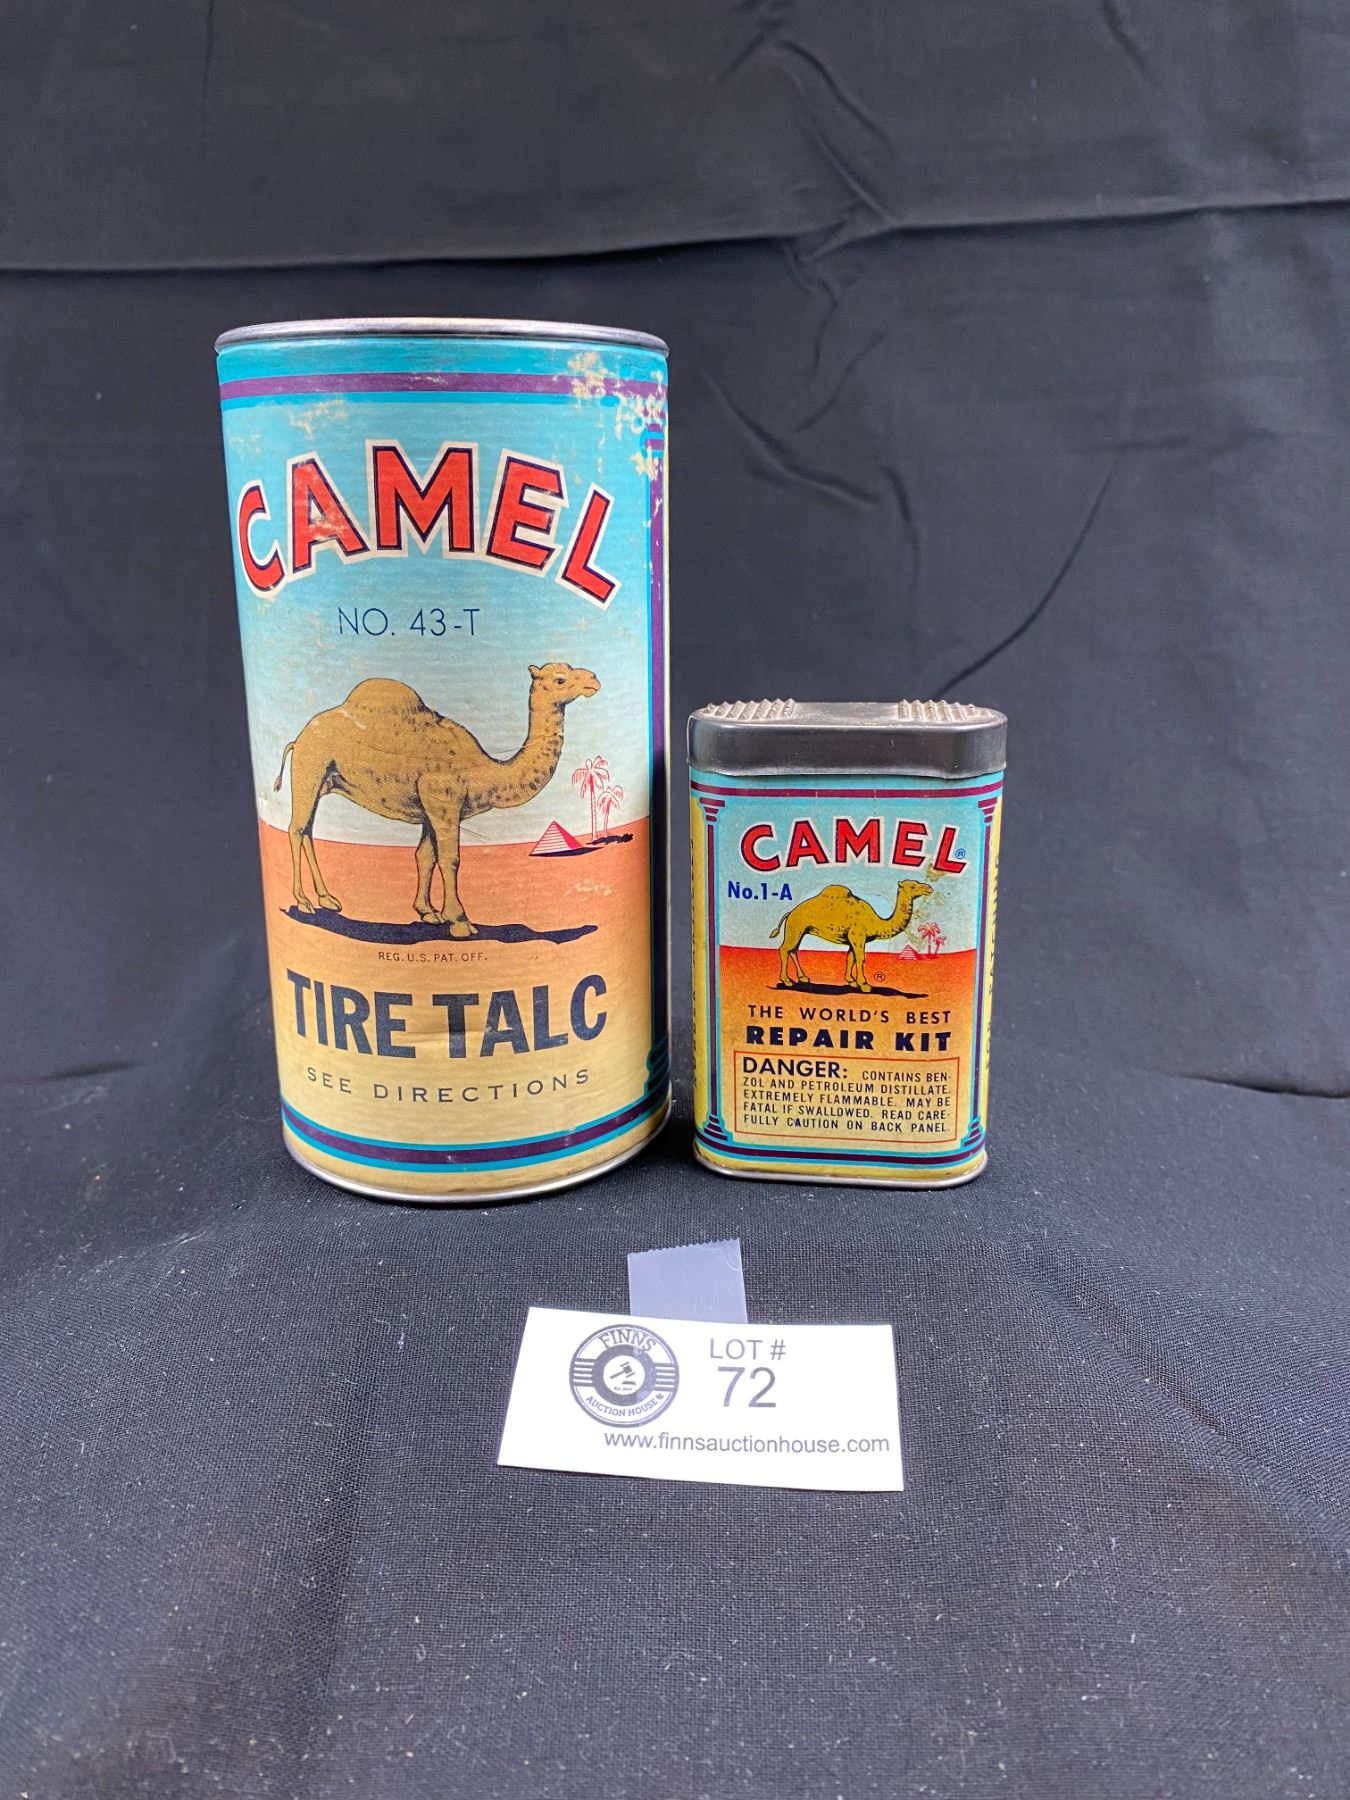 CAMEL
NO. 43-T
REG. U.S. PAT. OFF.
TIRE TALC
SEE DIRECTIONS
CAMEL®
No.1-A
®
THE WORLD'S BEST
REPAIR KIT
DANGER: CONTAINS BEN-
ZOL AND PETROLEUM DISTILLATE.
EXTREMELY FLAMMABLE. MAY BE
FATAL IF SWALLOWED. READ CARE-
FULLY CAUTION ON BACK PANEL.
FINNS
AUCTION HOUSE
LOT #
72
www.finnsauctionhouse.com